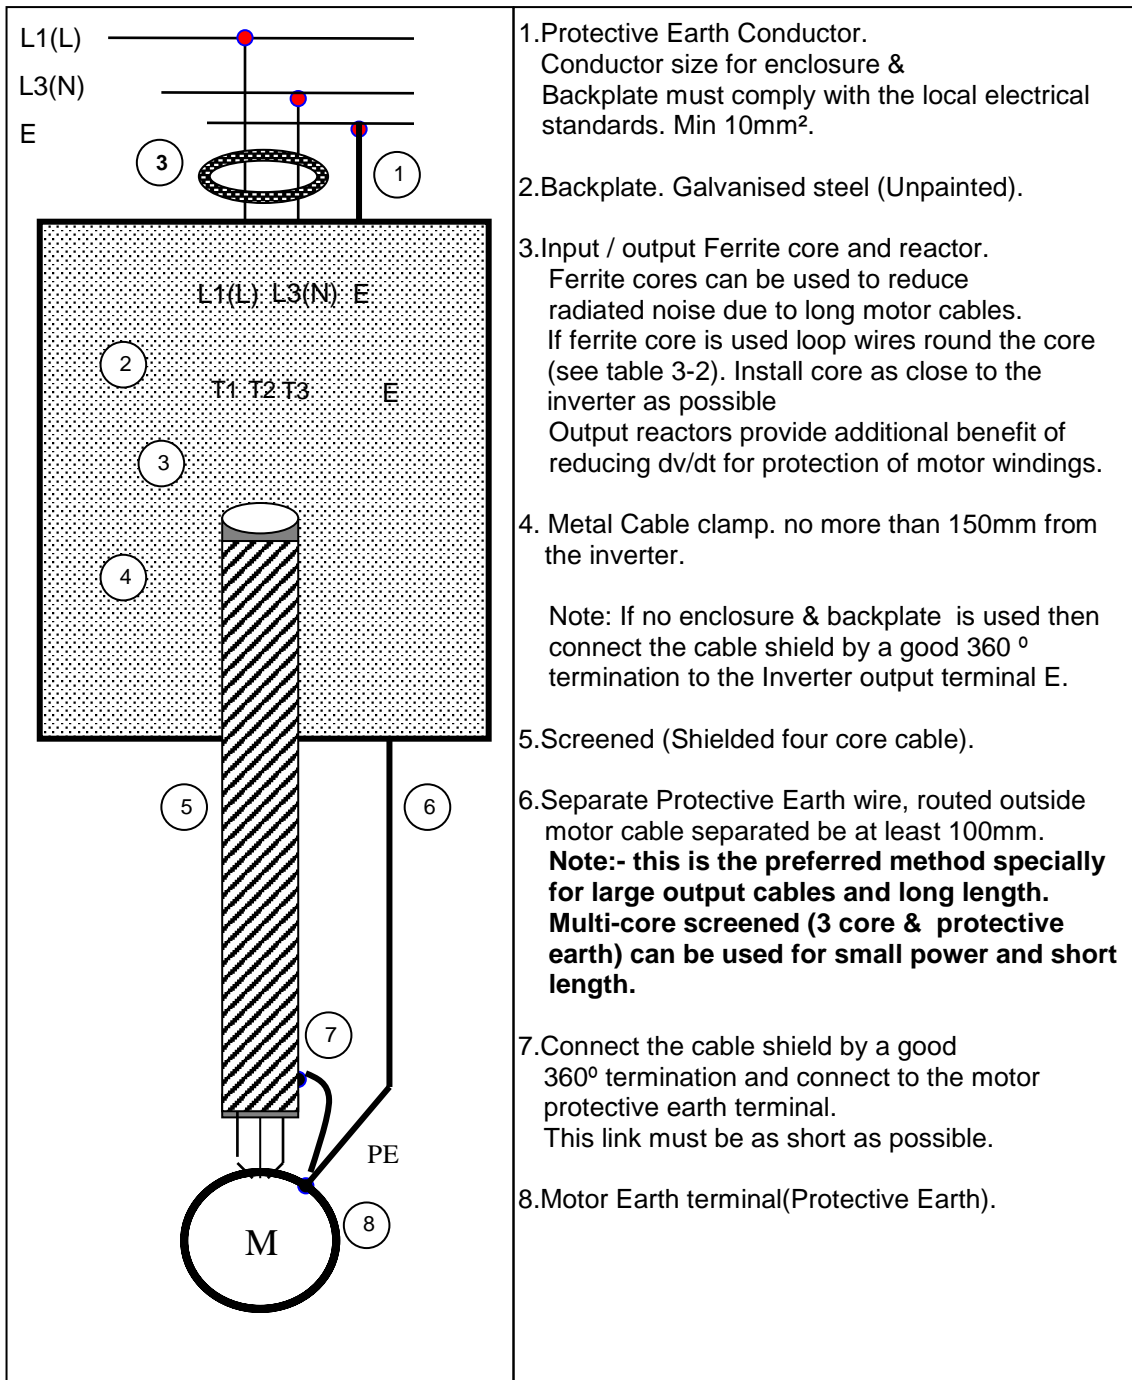 L1(L)
L3(N)
E
3
1
L1(L) L3(N) E
2
T1 T2 T3 E
3
4
5
6
7
PE
8
M
1.Protective Earth Conductor.
Conductor size for enclosure &
Backplate must comply with the local electrical
standards. Min 10mm².
2.Backplate. Galvanised steel (Unpainted).
3.Input / output Ferrite core and reactor.
Ferrite cores can be used to reduce
radiated noise due to long motor cables.
If ferrite core is used loop wires round the core
(see table 3-2). Install core as close to the
inverter as possible
Output reactors provide additional benefit of
reducing dv/dt for protection of motor windings.
4. Metal Cable clamp. no more than 150mm from
the inverter.
Note: If no enclosure & backplate is used then
connect the cable shield by a good 360 º
termination to the Inverter output terminal E.
5.Screened (Shielded four core cable).
6.Separate Protective Earth wire, routed outside
motor cable separated be at least 100mm.
Note:- this is the preferred method specially
for large output cables and long length.
Multi-core screened (3 core & protective
earth) can be used for small power and short
length.
7.Connect the cable shield by a good
360º termination and connect to the motor
protective earth terminal.
This link must be as short as possible.
8.Motor Earth terminal(Protective Earth).